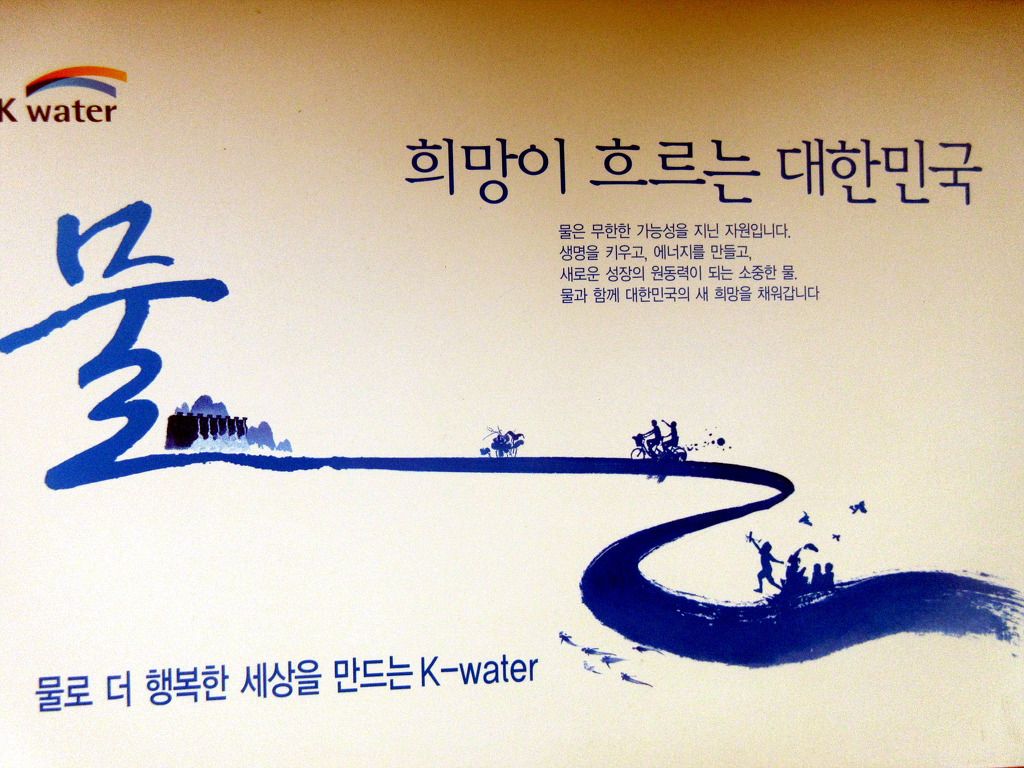 K water
희망이 흐르는 대한민국
물
물은 무한한 가능성을 지닌 자원입니다.
생명을 키우고, 에너지를 만들고,
새로운 성장의 원동력이 되는 소중한 물.
물과 함께 대한민국의 새 희망을 채워갑니다
물로 더 행복한 세상을 만드는 K-water